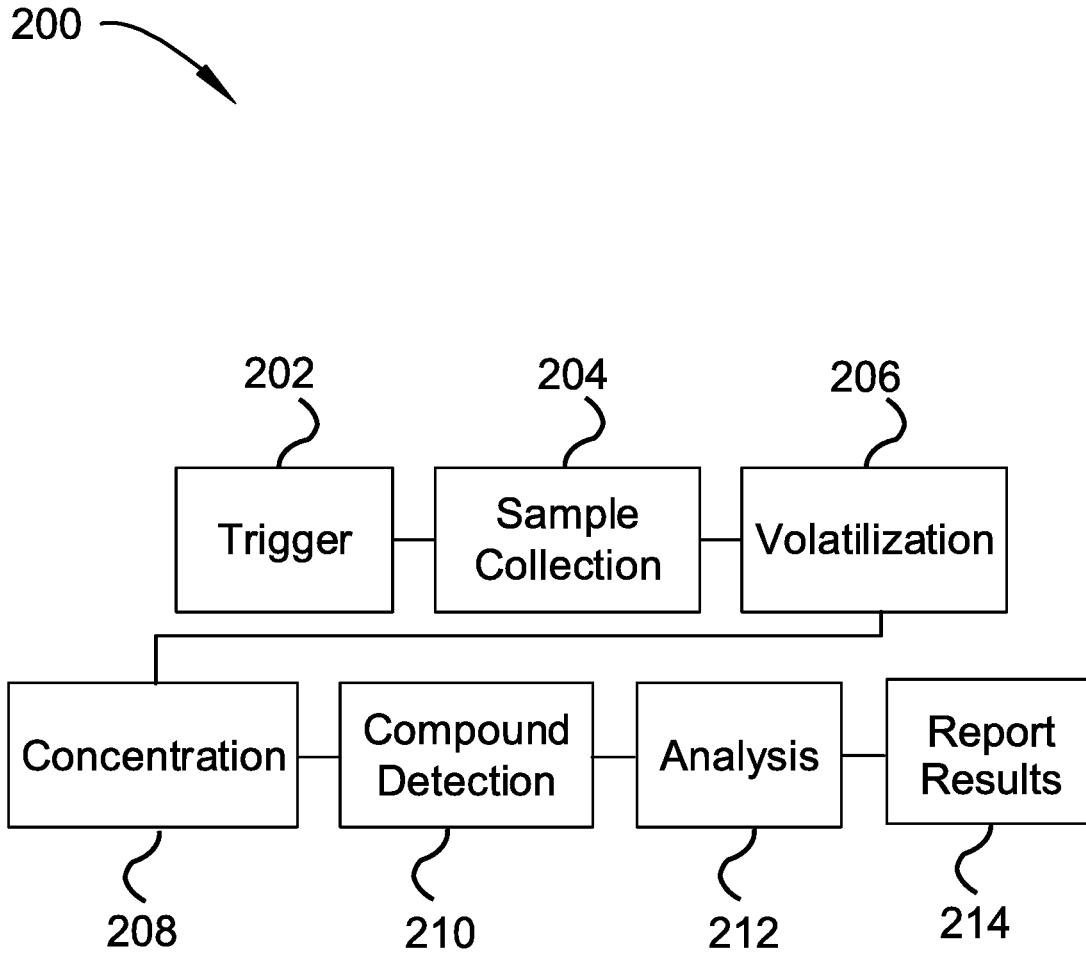 200
202
204
206
Trigger
Sample
Collection
Volatilization
Concentration
Compound
Detection
Analysis
Report
Results
208
210
212
214